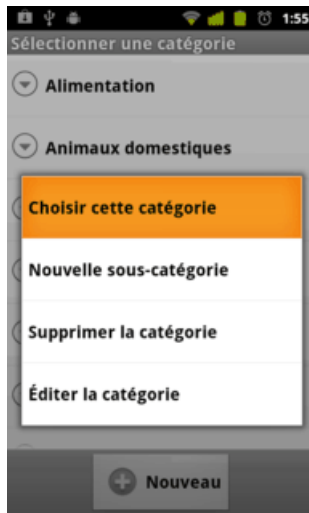 1:55
Sélectionner une catégorie
Alimentation
Animaux domestiques
Choisir cette catégorie
Nouvelle sous-catégorie
Supprimer la catégorie
Éditer la catégorie
Nouveau